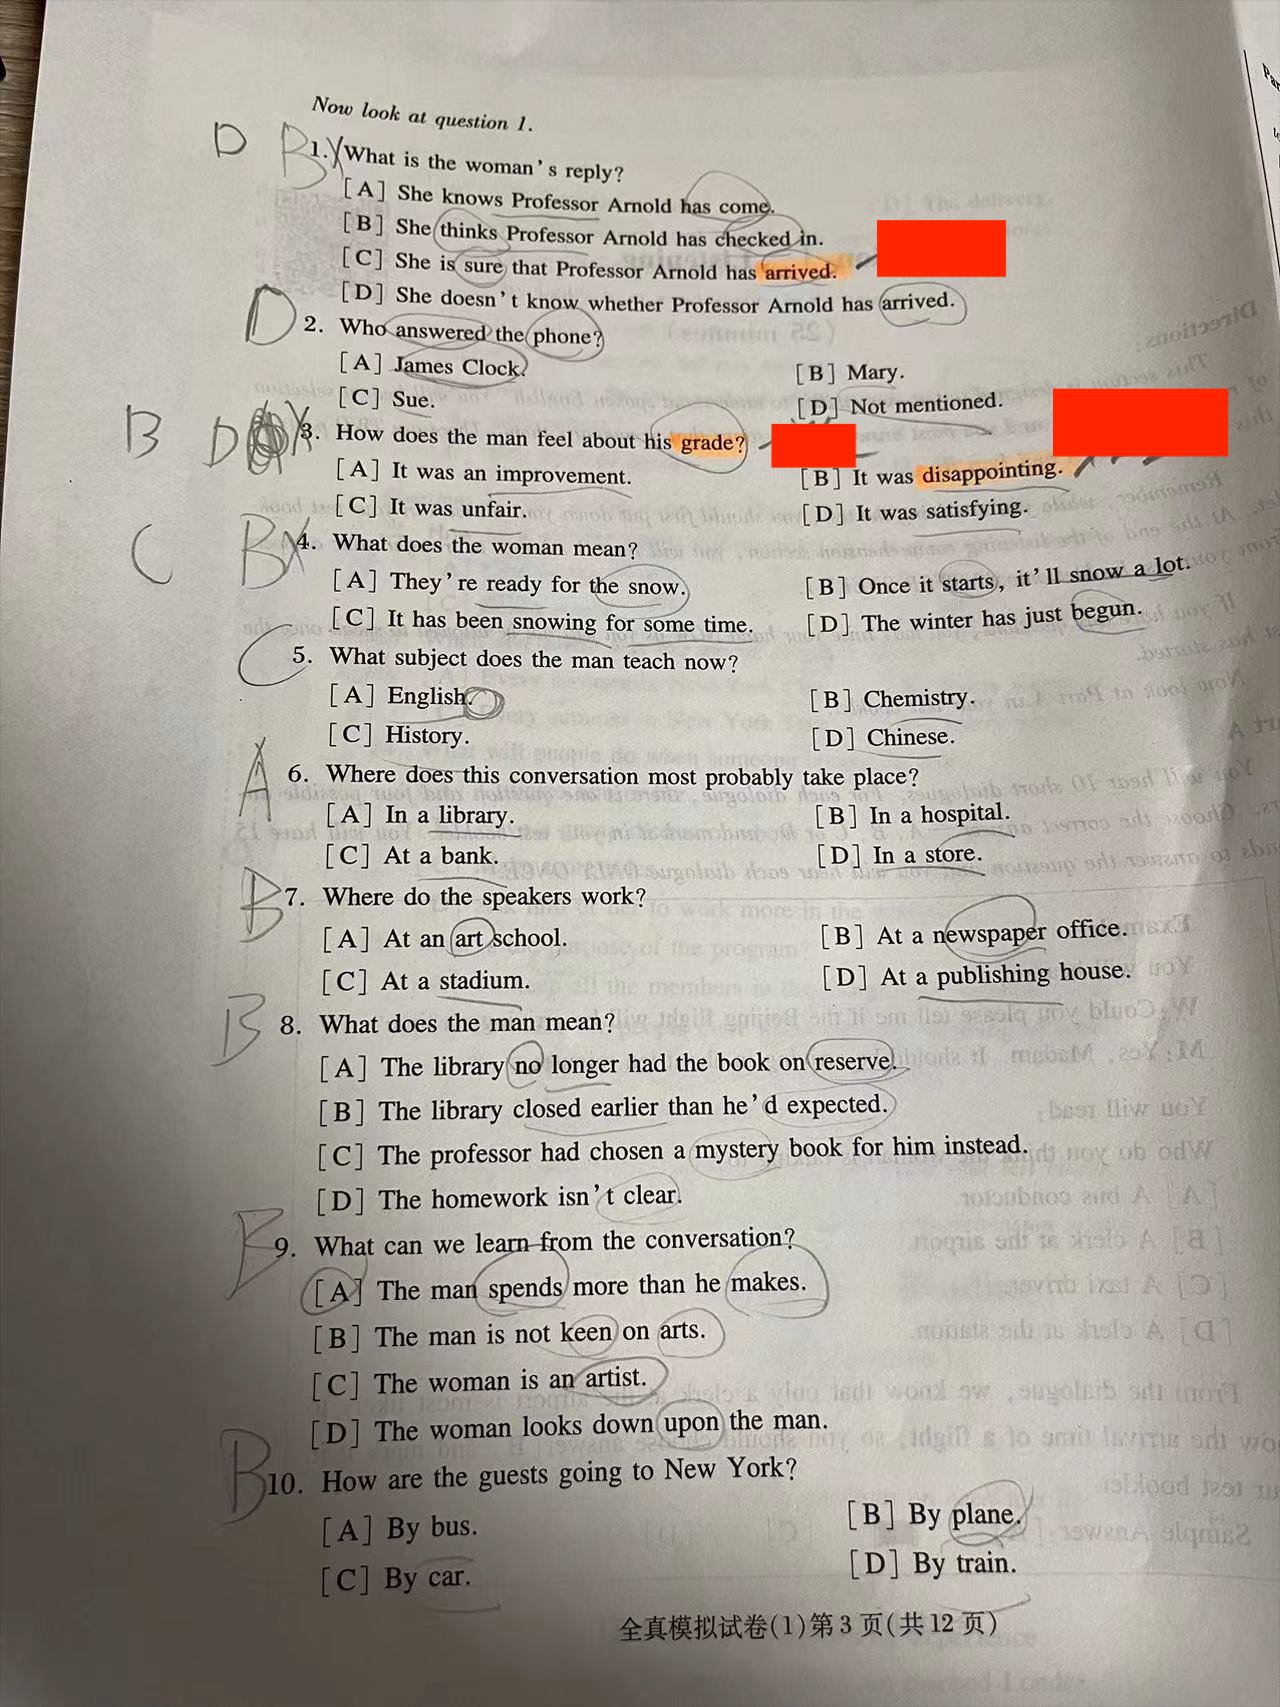 Now look at question 1.
D B 1. What is the woman's reply?
[A] She knows Professor Arnold has come.
[B] She thinks Professor Arnold has checked in.
[C] She is sure that Professor Arnold has arrived.
[D] She doesn't know whether Professor Arnold has arrived.
D 2. Who answered the phone?
[A] James Clock. [B] Mary.
[C] Sue. [D] Not mentioned.
B D 3. How does the man feel about his grade?
[A] It was an improvement. [B] It was disappointing.
[C] It was unfair. [D] It was satisfying.
C B 4. What does the woman mean?
[A] They're ready for the snow. [B] Once it starts, it'll snow a lot.
[C] It has been snowing for some time. [D] The winter has just begun.
C 5. What subject does the man teach now?
[A] English. [B] Chemistry.
[C] History. [D] Chinese.
A 6. Where does this conversation most probably take place?
[A] In a library. [B] In a hospital.
[C] At a bank. [D] In a store.
B 7. Where do the speakers work?
[A] At an art school. [B] At a newspaper office.
[C] At a stadium. [D] At a publishing house.
B 8. What does the man mean?
[A] The library no longer had the book on reserve.
[B] The library closed earlier than he'd expected.
[C] The professor had chosen a mystery book for him instead.
[D] The homework isn't clear.
B 9. What can we learn from the conversation?
[A] The man spends more than he makes.
[B] The man is not keen on arts.
[C] The woman is an artist.
[D] The woman looks down upon the man.
B 10. How are the guests going to New York?
[A] By bus. [B] By plane.
[C] By car. [D] By train.
全真模拟试卷(1)第3页(共12页)